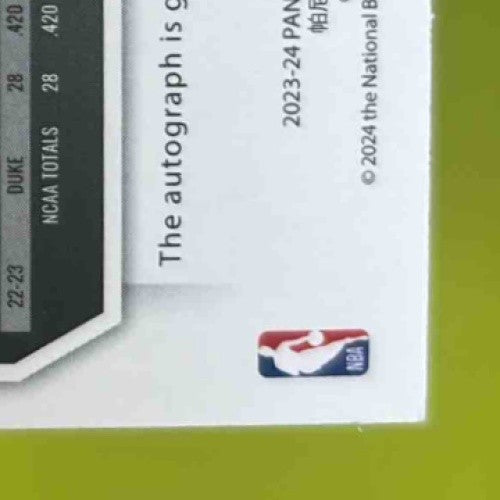 22-23 DUKE 28 .420
NCAA TOTALS 28 .420
The autograph is g
2023-24 PAN
帕尼
© 2024 the National B
NBA